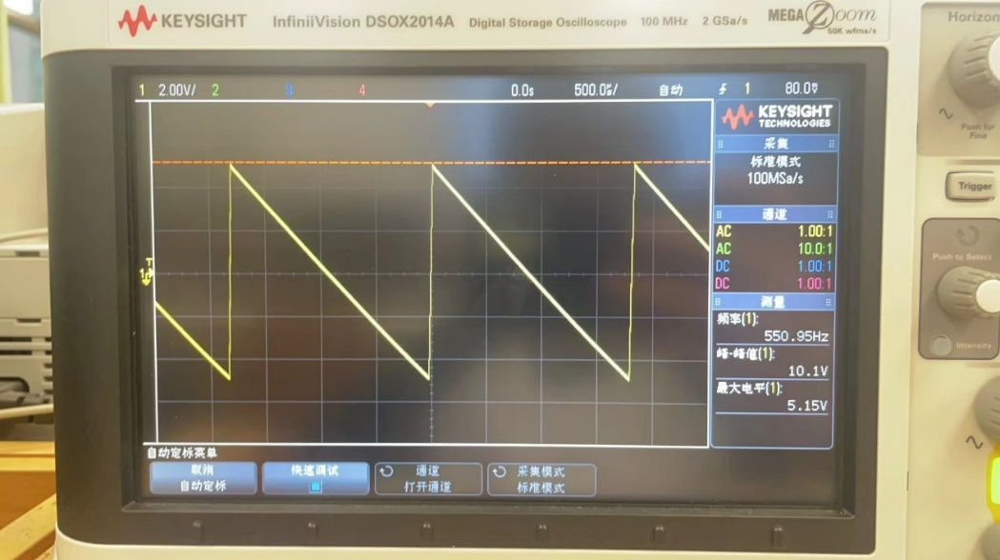 KEYSIGHT InfiniiVision DSOX2014A Digital Storage Oscilloscope 100 MHz 2 GSa/s MEGA Zoom
50K wfms/s
Horizon
Push for
Fine
Trigger
Push to Select
Intensity
1 2.00V/ 2 3 4 0.0s 500.0㎲/ 自动 1 80.0㎷
KEYSIGHT
TECHNOLOGIES
采集
标准模式
100MSa/s
通道
AC 1.00:1
AC 10.0:1
DC 1.00:1
DC 1.00:1
测量
频率(1):
550.95Hz
峰-峰值(1):
10.1V
最大电平(1):
5.15V
T
1
自动定标菜单
取消
自动定标
快速调试
通道
打开通道
采集模式
标准模式